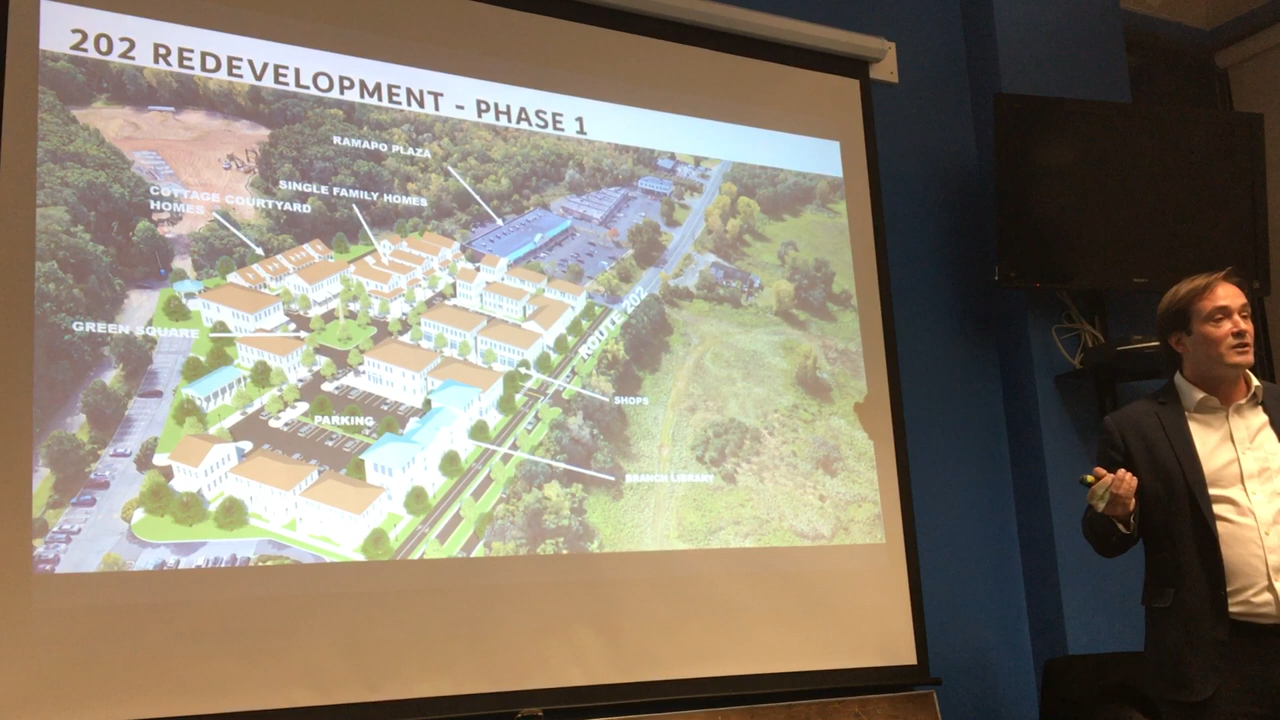 202 REDEVELOPMENT - PHASE 1
RAMAPO PLAZA
SINGLE FAMILY HOMES
COTTAGE COURTYARD
HOMES
GREEN SQUARE
ROUTE 202
SHOPS
PARKING
BRANCH LIBRARY